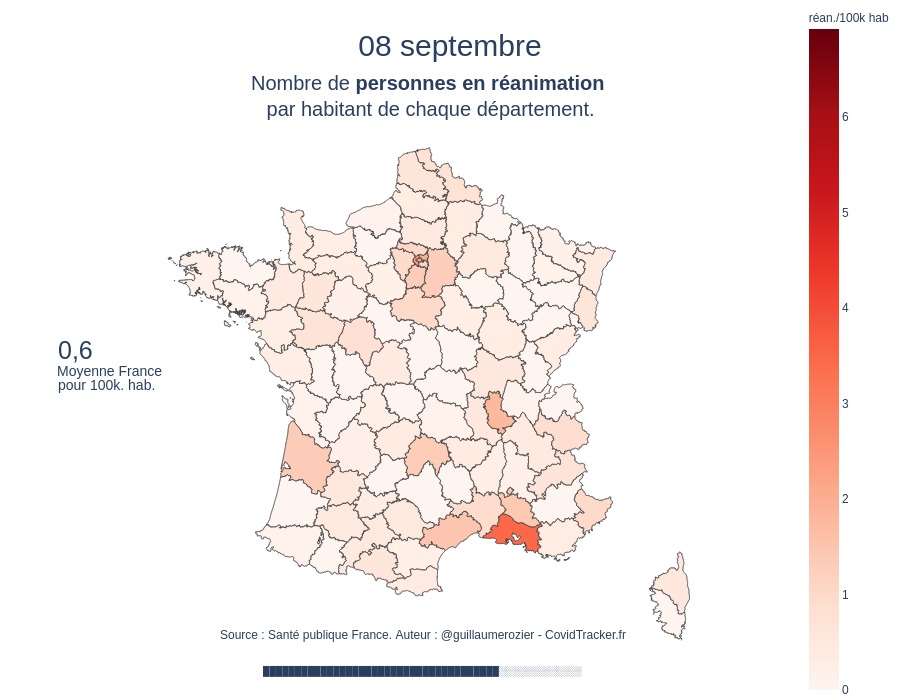 réan./100k hab
08 septembre
Nombre de personnes en réanimation
par habitant de chaque département.
6
5
4
3
2
1
0
0,6
Moyenne France
pour 100k. hab.
Source : Santé publique France. Auteur : @guillaumerozier - CovidTracker.fr